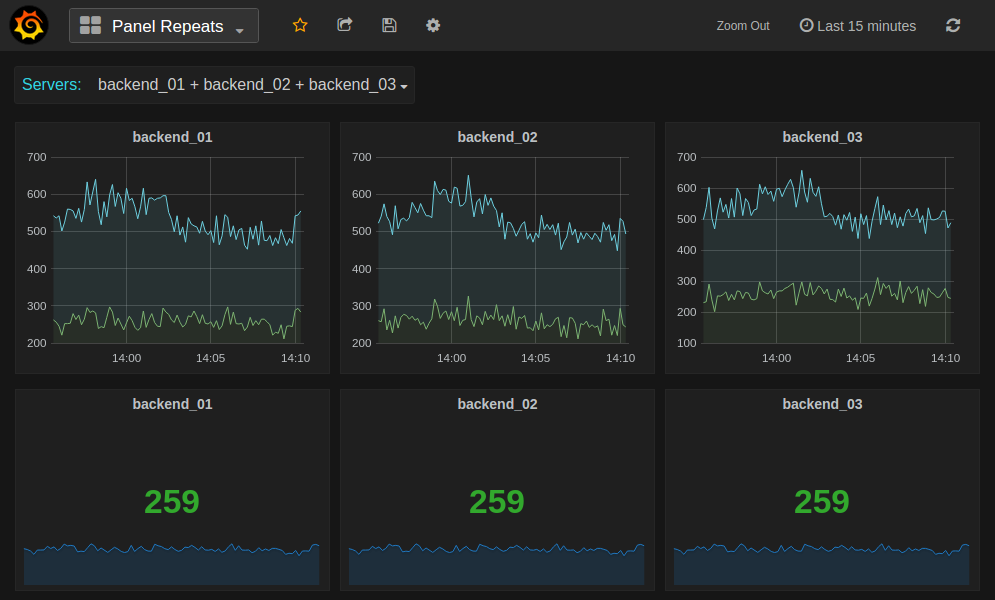 Panel Repeats
Zoom Out
Last 15 minutes
Servers: backend_01 + backend_02 + backend_03
backend_01
700
600
500
400
300
200
14:00 14:05 14:10
backend_02
700
600
500
400
300
200
14:00 14:05 14:10
backend_03
700
600
500
400
300
200
100
14:00 14:05 14:10
backend_01
259
backend_02
259
backend_03
259